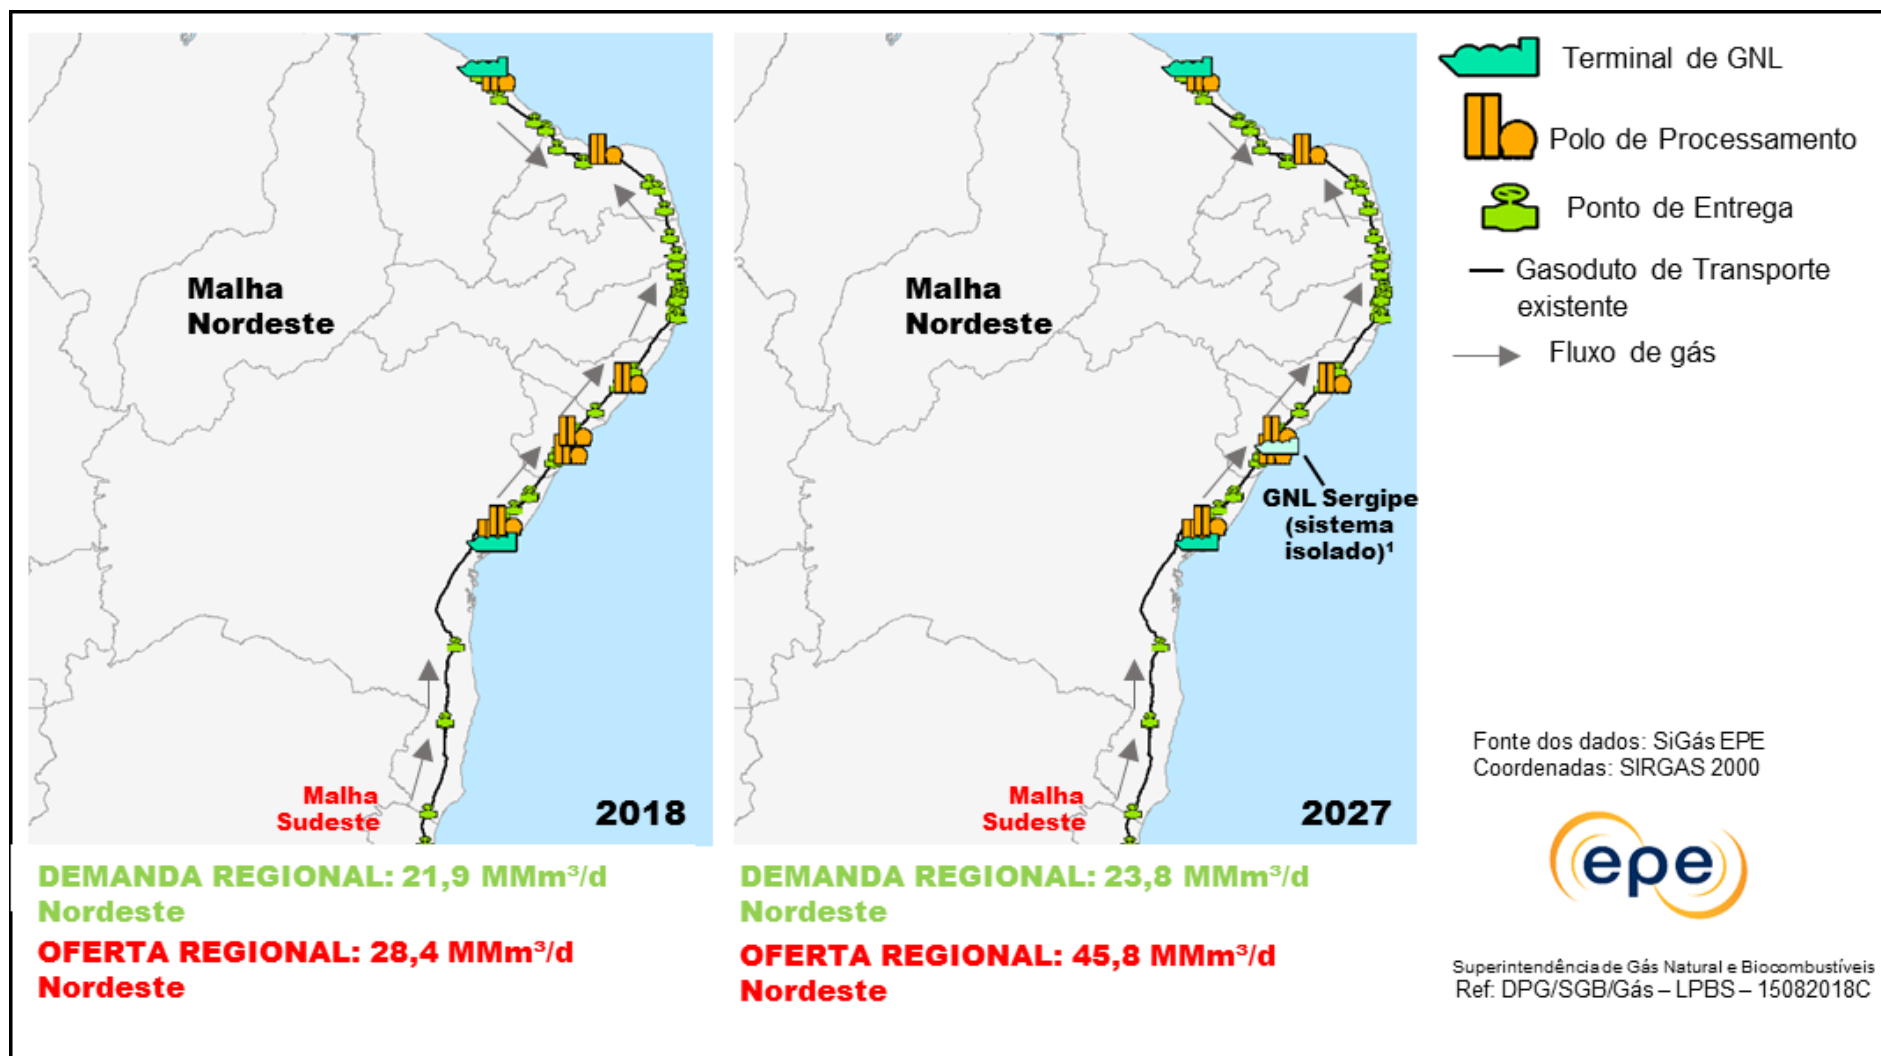 Malha
Nordeste
Malha
Sudeste
2018
DEMANDA REGIONAL: 21,9 MMm³/d
Nordeste
OFERTA REGIONAL: 28,4 MMm³/d
Nordeste
Malha
Nordeste
GNL Sergipe
(sistema
isolado)¹
Malha
Sudeste
2027
DEMANDA REGIONAL: 23,8 MMm³/d
Nordeste
OFERTA REGIONAL: 45,8 MMm³/d
Nordeste
Terminal de GNL
Polo de Processamento
Ponto de Entrega
Gasoduto de Transporte
existente
Fluxo de gás
Fonte dos dados: SiGás EPE
Coordenadas: SIRGAS 2000
epe
Superintendência de Gás Natural e Biocombustíveis
Ref: DPG/SGB/Gás – LPBS – 15082018C